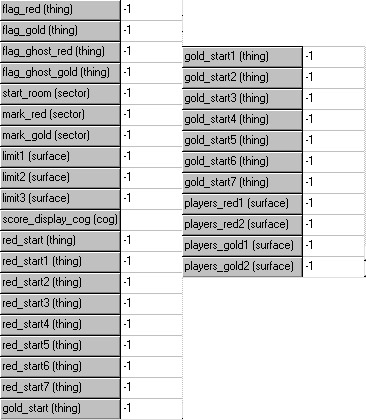 flag_red (thing) -1
flag_gold (thing) -1
flag_ghost_red (thing) -1
flag_ghost_gold (thing) -1
start_room (sector) -1
mark_red (sector) -1
mark_gold (sector) -1
limit1 (surface) -1
limit2 (surface) -1
limit3 (surface) -1
score_display_cog (cog)
red_start (thing) -1
red_start1 (thing) -1
red_start2 (thing) -1
red_start3 (thing) -1
red_start4 (thing) -1
red_start5 (thing) -1
red_start6 (thing) -1
red_start7 (thing) -1
gold_start (thing) -1
gold_start1 (thing) -1
gold_start2 (thing) -1
gold_start3 (thing) -1
gold_start4 (thing) -1
gold_start5 (thing) -1
gold_start6 (thing) -1
gold_start7 (thing) -1
players_red1 (surface) -1
players_red2 (surface) -1
players_gold1 (surface) -1
players_gold2 (surface) -1